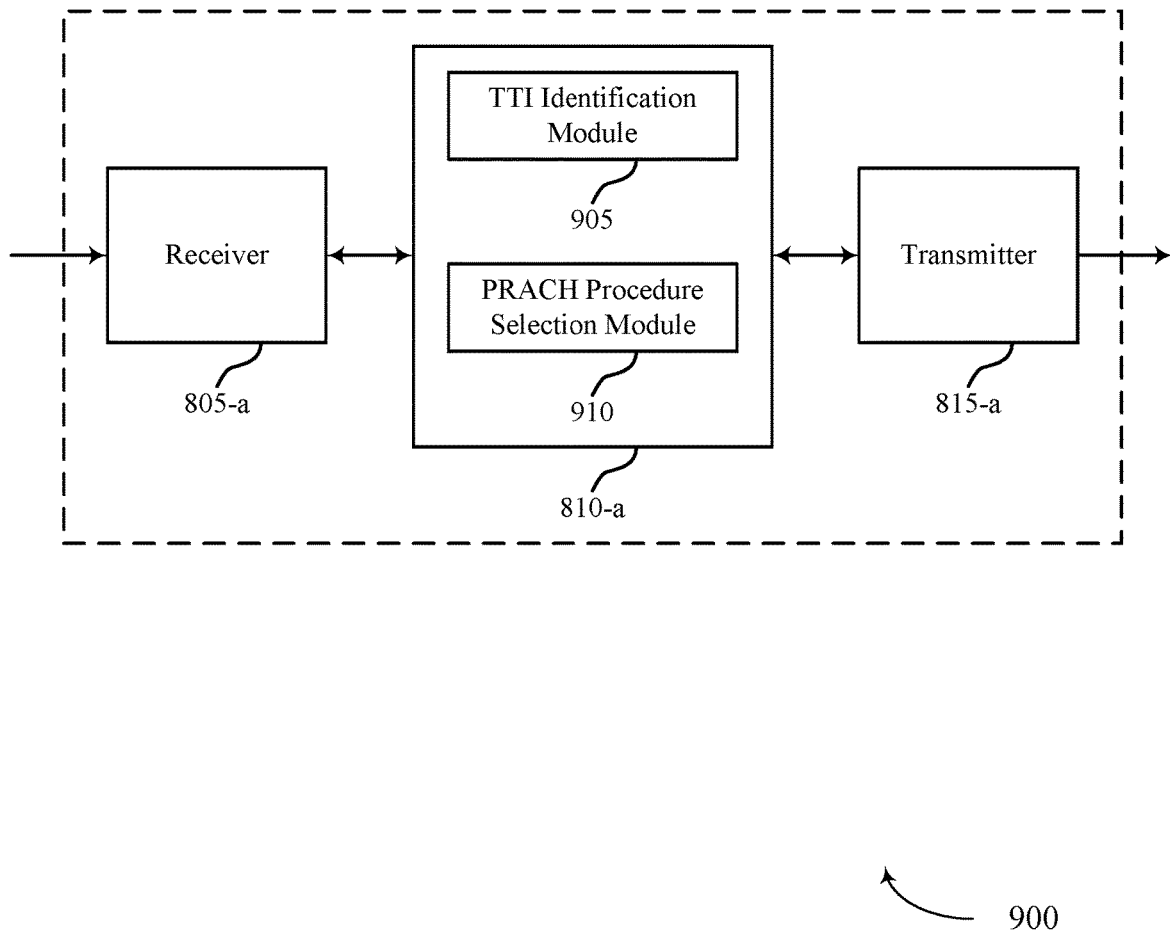 TTI Identification
Module
905
Receiver
Transmitter
PRACH Procedure
Selection Module
805-a
910
815-a
810-a
900